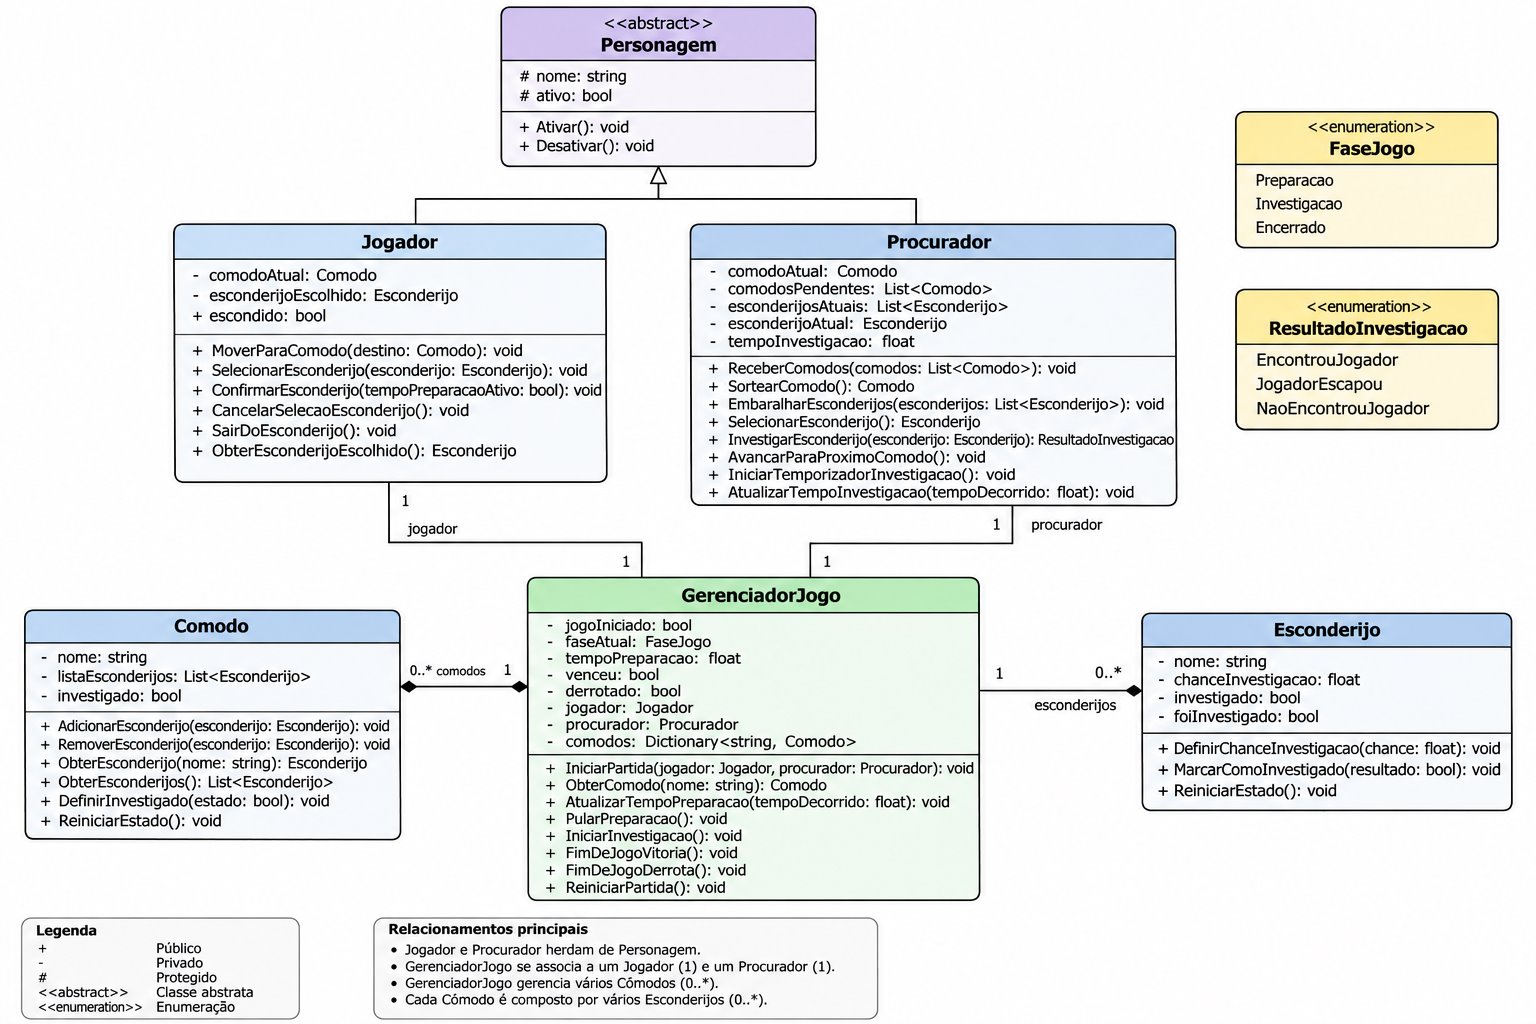 <<abstract>>
Personagem
# nome: string
# ativo: bool
+ Ativar(): void
+ Desativar(): void
<<enumeration>>
FaseJogo
Preparacao
Investigacao
Encerrado
Jogador
- comodoAtual: Comodo
- esconderijoEscolhido: Esconderijo
+ escondido: bool
+ MoverParaComodo(destino: Comodo): void
+ SelecionarEsconderijo(esconderijo: Esconderijo): void
+ ConfirmarEsconderijo(tempoPreparacaoAtivo: bool): void
+ CancelarSelecaoEsconderijo(): void
+ SairDoEsconderijo(): void
+ ObterEsconderijoEscolhido(): Esconderijo
Procurador
- comodoAtual: Comodo
- comodosPendentes: List<Comodo>
- esconderijosAtuais: List<Esconderijo>
- esconderijoAtual: Esconderijo
- tempoInvestigacao: float
+ ReceberComodos(comodos: List<Comodo>): void
+ SortearComodo(): Comodo
+ EmbaralharEsconderijos(esconderijos: List<Esconderijo>): void
+ SelecionarEsconderijo(): Esconderijo
+ InvestigarEsconderijo(esconderijo: Esconderijo): ResultadoInvestigacao
+ AvancarParaProximoComodo(): void
+ IniciarTemporizadorInvestigacao(): void
+ AtualizarTempoInvestigacao(tempoDecorrido: float): void
<<enumeration>>
ResultadoInvestigacao
EncontrouJogador
JogadorEscapou
NaoEncontrouJogador
1
jogador
1
1 procurador
1
Comodo
- nome: string
- listaEsconderijos: List<Esconderijo>
- investigado: bool
+ AdicionarEsconderijo(esconderijo: Esconderijo): void
+ RemoverEsconderijo(esconderijo: Esconderijo): void
+ ObterEsconderijo(nome: string): Esconderijo
+ ObterEsconderijos(): List<Esconderijo>
+ DefinirInvestigado(estado: bool): void
+ ReiniciarEstado(): void
0..* comodos 1
GerenciadorJogo
- jogoIniciado: bool
- faseAtual: FaseJogo
- tempoPreparacao: float
- venceu: bool
- derrotado: bool
- jogador: Jogador
- procurador: Procurador
- comodos: Dictionary<string, Comodo>
+ IniciarPartida(jogador: Jogador, procurador: Procurador): void
+ ObterComodo(nome: string): Comodo
+ AtualizarTempoPreparacao(tempoDecorrido: float): void
+ PularPreparacao(): void
+ IniciarInvestigacao(): void
+ FimDeJogoVitoria(): void
+ FimDeJogoDerrota(): void
+ ReiniciarPartida(): void
1 0..*
esconderijos
Esconderijo
- nome: string
- chanceInvestigacao: float
- investigado: bool
- foiInvestigado: bool
+ DefinirChanceInvestigacao(chance: float): void
+ MarcarComoInvestigado(resultado: bool): void
+ ReiniciarEstado(): void
Legenda
+ Público
- Privado
# Protegido
<<abstract>> Classe abstrata
<<enumeration>> Enumeração
Relacionamentos principais
• Jogador e Procurador herdam de Personagem.
• GerenciadorJogo se associa a um Jogador (1) e um Procurador (1).
• GerenciadorJogo gerencia vários Cômodos (0..*).
• Cada Cômodo é composto por vários Esconderijos (0..*).